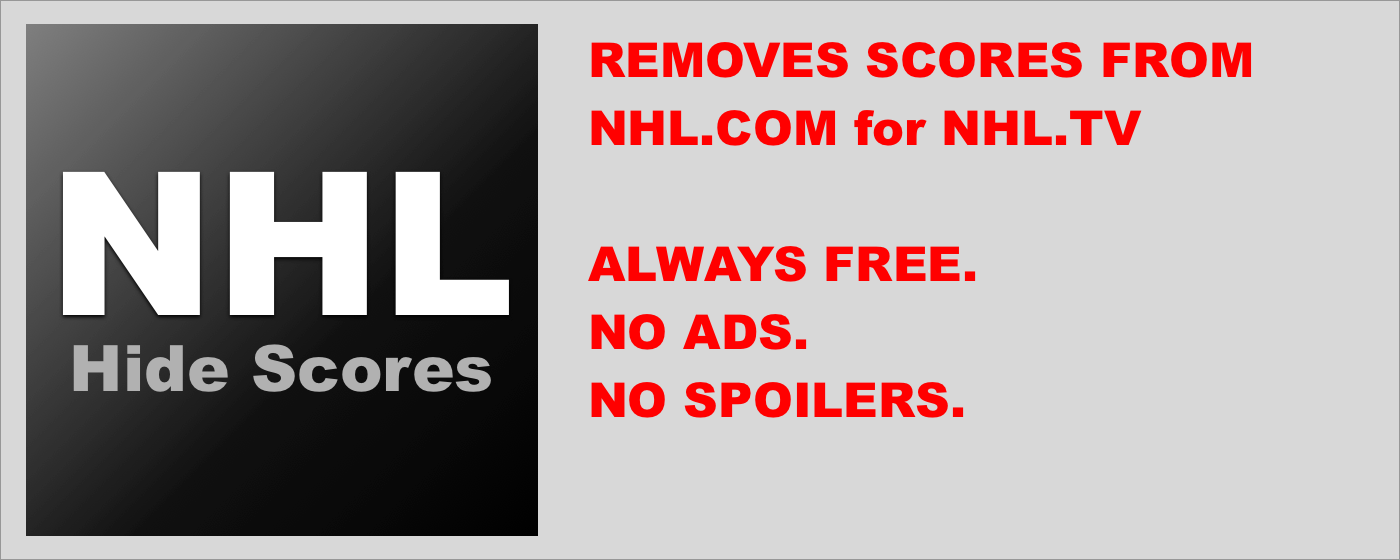 NHL
Hide Scores
REMOVES SCORES FROM
NHL.COM for NHL.TV
ALWAYS FREE.
NO ADS.
NO SPOILERS.